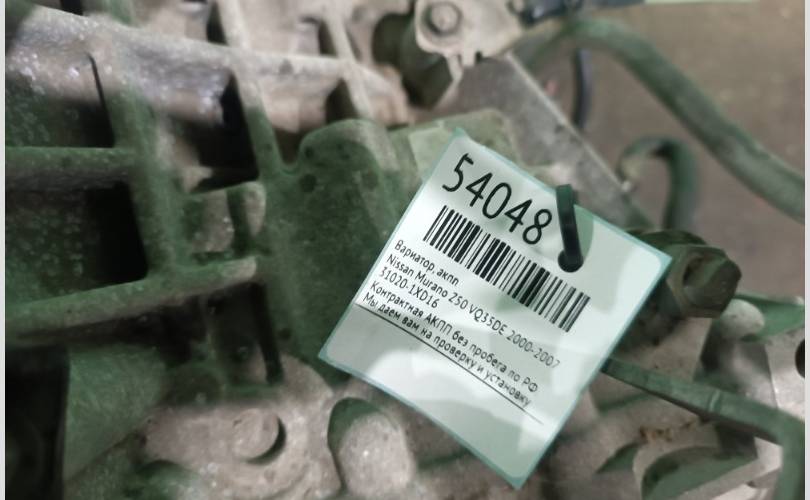 54048
Вариатор, акпп
Nissan Murano Z50 VQ35DE 2000-2007
31020-1XD16
Контрактная АКПП без пробега по РФ
Мы даем вам на проверку и установку